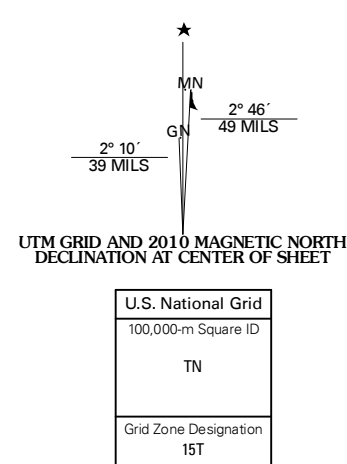 MN
2° 46´
49 MILS
GN
2° 10´
39 MILS
UTM GRID AND 2010 MAGNETIC NORTH
DECLINATION AT CENTER OF SHEET
U.S. National Grid
100,000-m Square ID
TN
Grid Zone Designation
15T